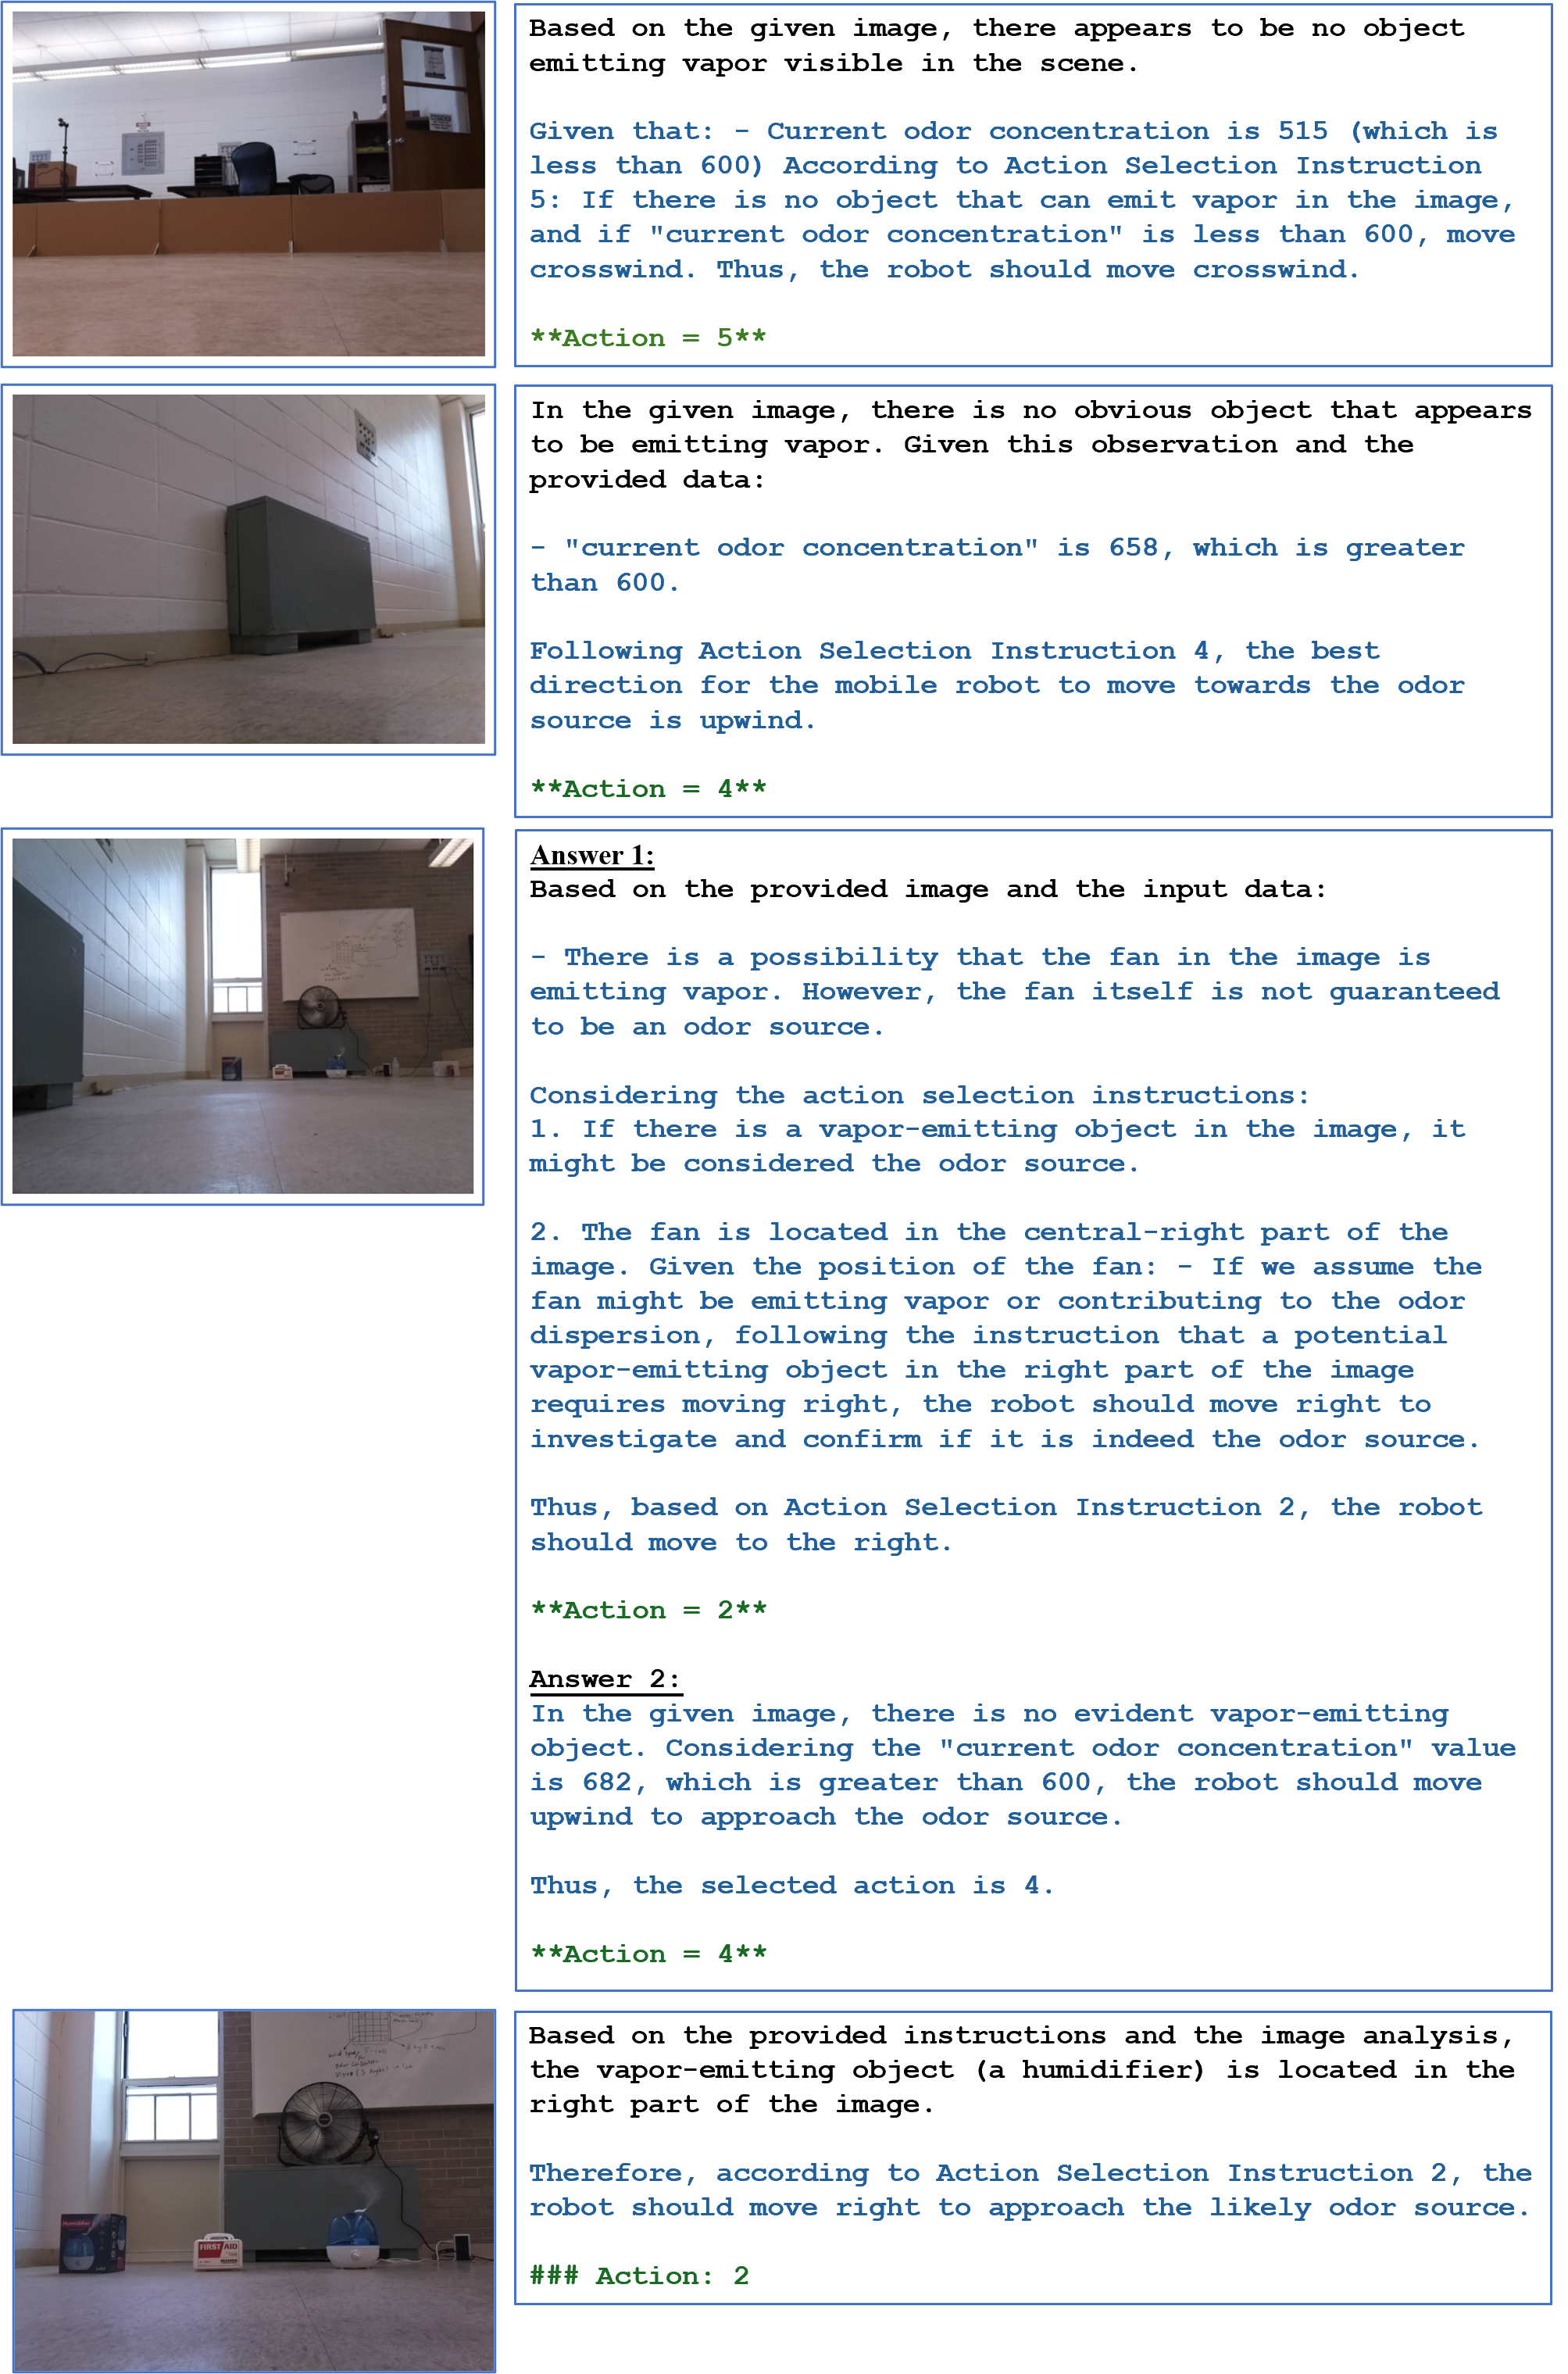 Based on the given image, there appears to be no object
emitting vapor visible in the scene.
Given that: - Current odor concentration is 515 (which is
less than 600) According to Action Selection Instruction
5: If there is no object that can emit vapor in the image,
and if "current odor concentration" is less than 600, move
crosswind. Thus, the robot should move crosswind.
**Action = 5**
In the given image, there is no obvious object that appears
to be emitting vapor. Given this observation and the
provided data:
- "current odor concentration" is 658, which is greater
than 600.
Following Action Selection Instruction 4, the best
direction for the mobile robot to move towards the odor
source is upwind.
**Action = 4**
Answer 1:
Based on the provided image and the input data:
- There is a possibility that the fan in the image is
emitting vapor. However, the fan itself is not guaranteed
to be an odor source.
Considering the action selection instructions:
1. If there is a vapor-emitting object in the image, it
might be considered the odor source.
2. The fan is located in the central-right part of the
image. Given the position of the fan: - If we assume the
fan might be emitting vapor or contributing to the odor
dispersion, following the instruction that a potential
vapor-emitting object in the right part of the image
requires moving right, the robot should move right to
investigate and confirm if it is indeed the odor source.
Thus, based on Action Selection Instruction 2, the robot
should move to the right.
**Action = 2**
Answer 2:
In the given image, there is no evident vapor-emitting
object. Considering the "current odor concentration" value
is 682, which is greater than 600, the robot should move
upwind to approach the odor source.
Thus, the selected action is 4.
**Action = 4**
Humidifier
FIRST AID
Based on the provided instructions and the image analysis,
the vapor-emitting object (a humidifier) is located in the
right part of the image.
Therefore, according to Action Selection Instruction 2, the
robot should move right to approach the likely odor source.
### Action: 2